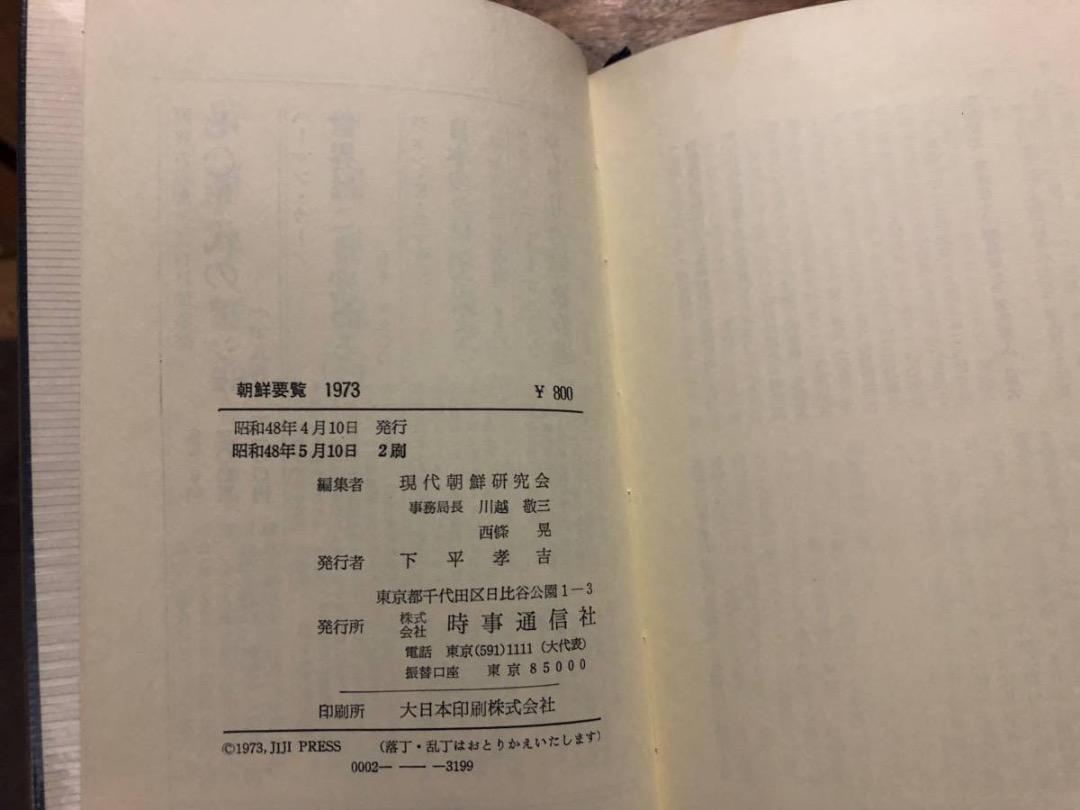 朝鮮要覧 1973 ¥ 800
昭和48年4月10日 発行
昭和48年5月10日 2刷
編集者 現代朝鮮研究会
事務局長 川越 敬三
西條 晃
発行者 下平孝吉
東京都千代田区日比谷公園1-3
発行所 株式会社 時事通信社
電話 東京(591)1111(大代表)
振替口座 東京85000
印刷所 大日本印刷株式会社
©1973, JIJI PRESS (落丁・乱丁はおとりかえいたします)
0002— — —3199